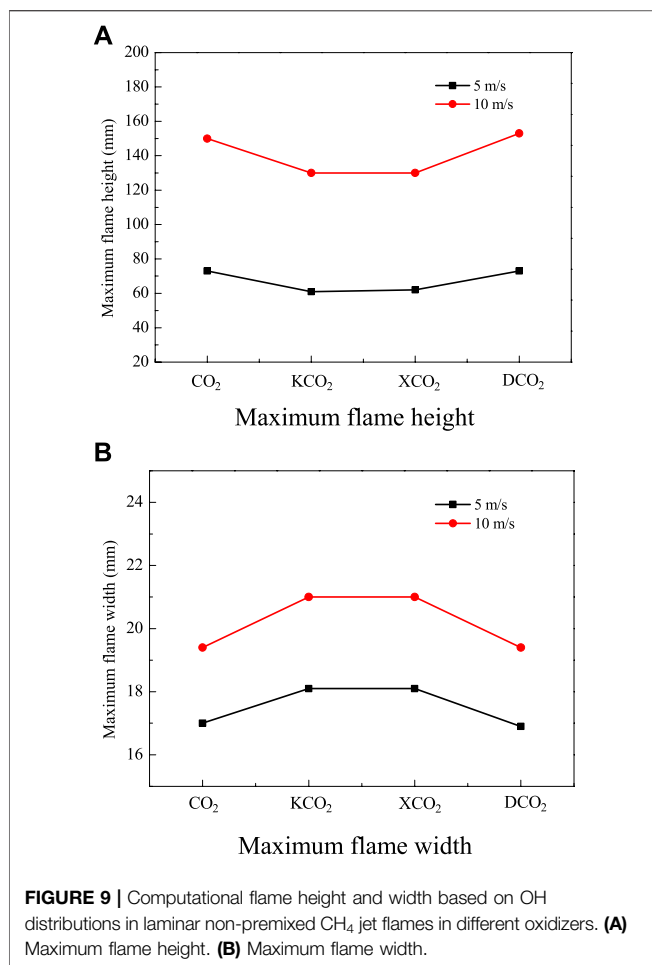 A
200
180
160
140
120
100
80
60
40
20
Maximum flame height (mm)
5 m/s
10 m/s
CO₂ KCO₂ XCO₂ DCO₂
Maximum flame height
B
24
22
20
18
16
Maximum flame width (mm)
5 m/s
10 m/s
CO₂ KCO₂ XCO₂ DCO₂
Maximum flame width
FIGURE 9 | Computational flame height and width based on OH
distributions in laminar non-premixed CH₄ jet flames in different oxidizers. (A)
Maximum flame height. (B) Maximum flame width.